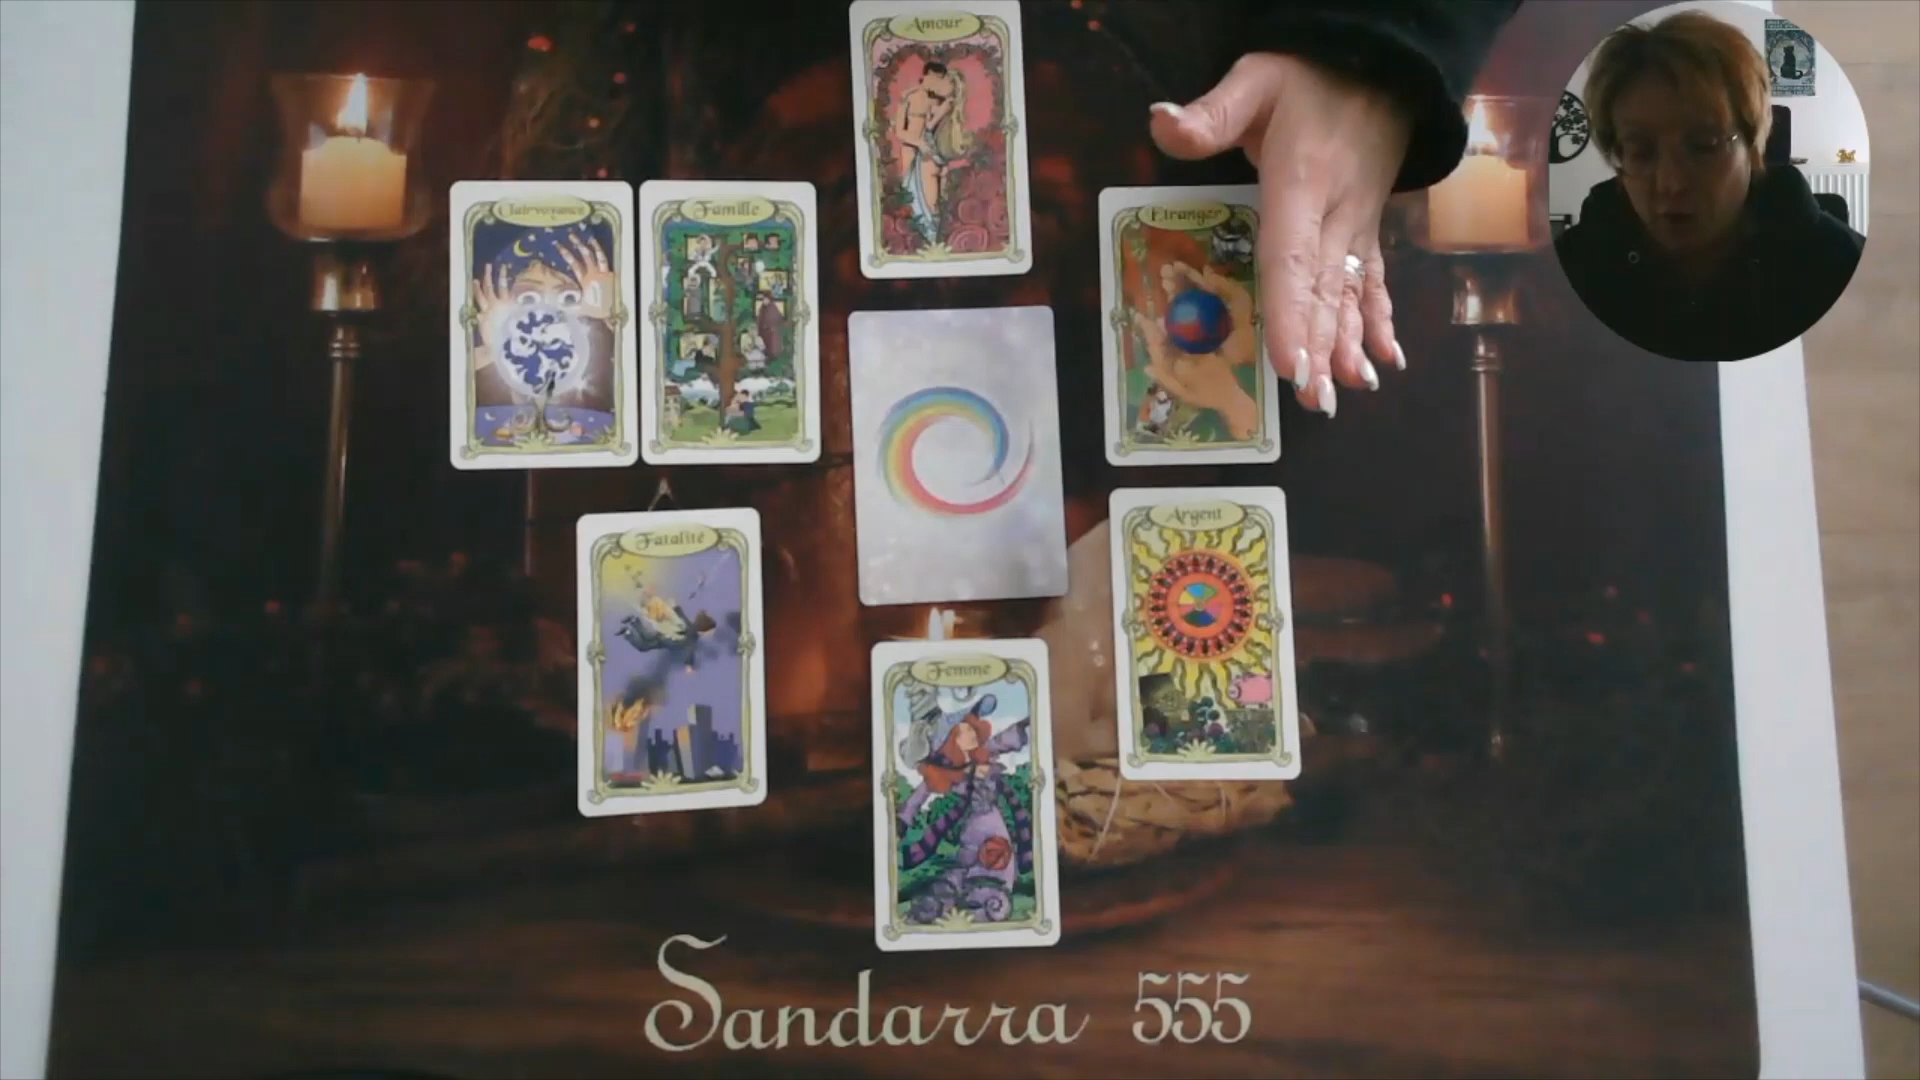 Amour
Clairvoyance
Famille
Etranger
Argent
Fatalité
Femme
Sandarra 555